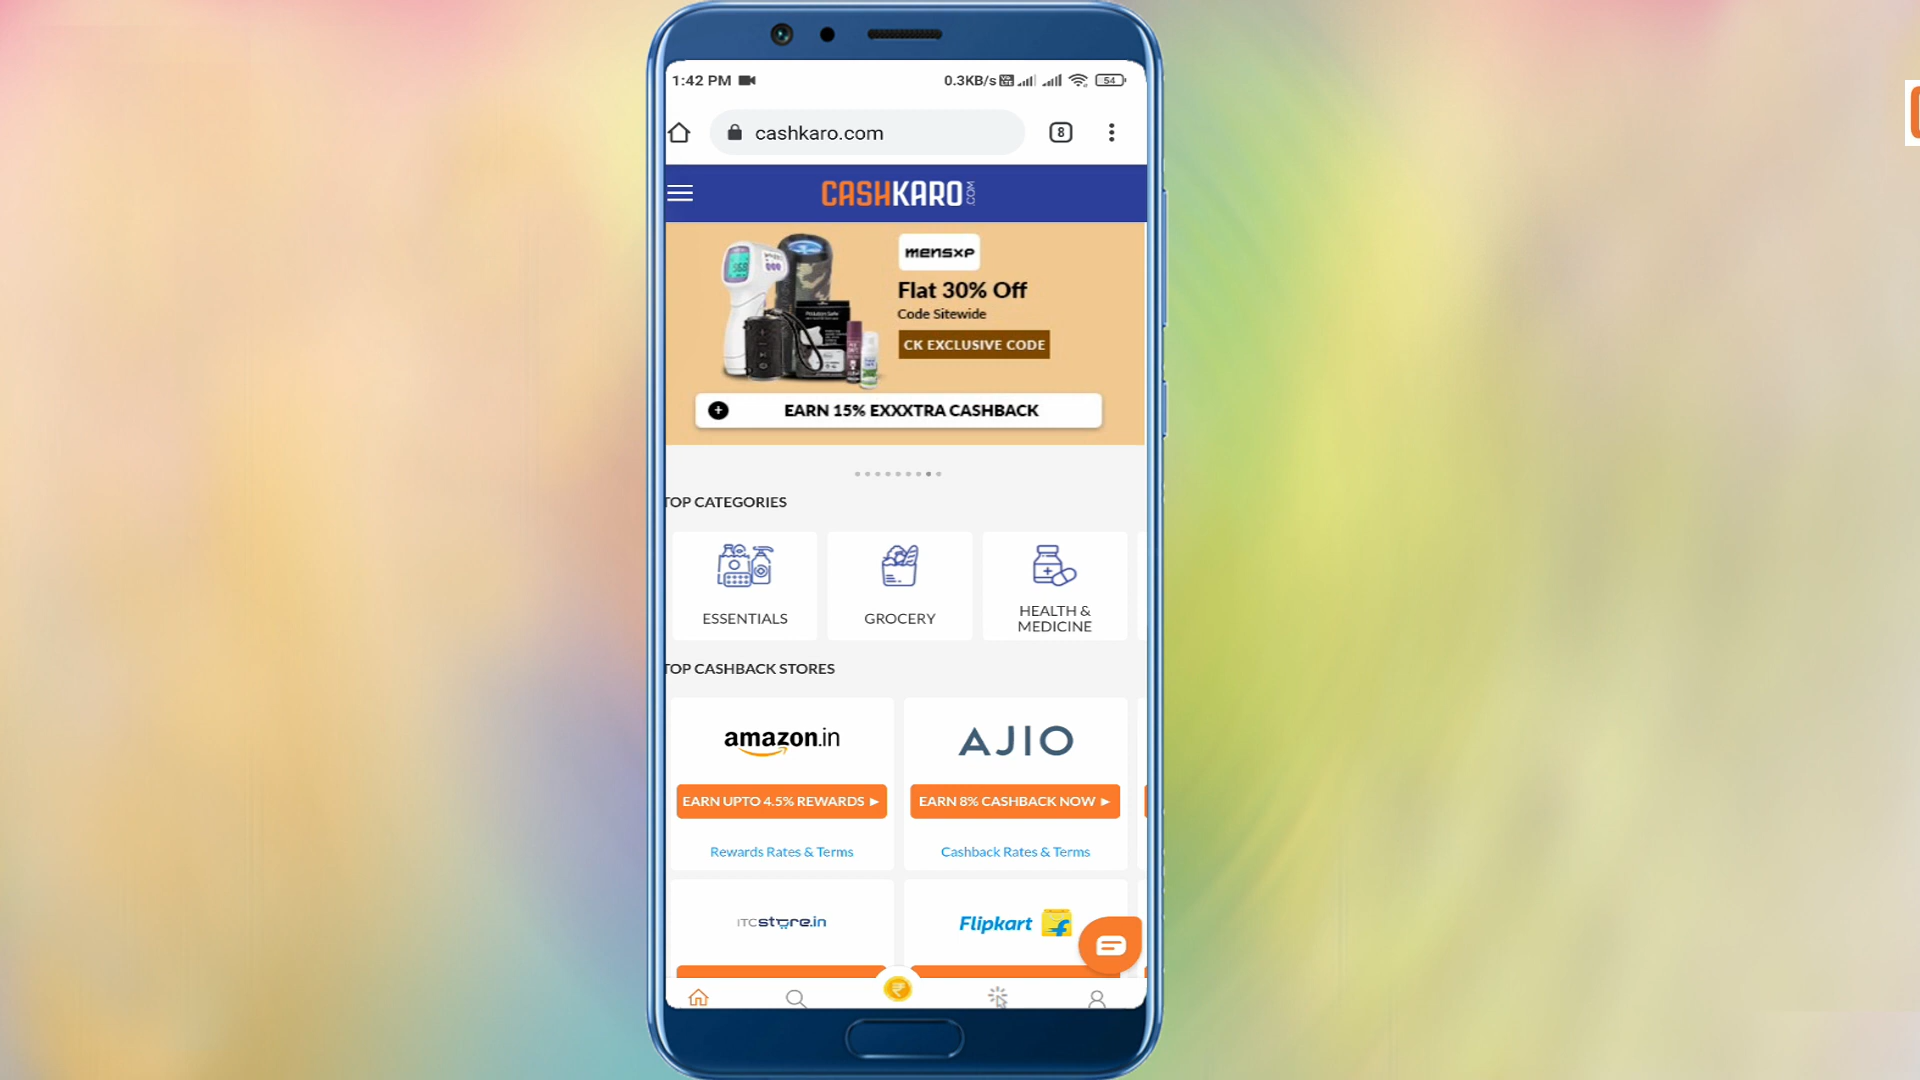 1:42 PM 0.3KB/s 54
cashkaro.com 8
CASHKARO.COM
mensxp
Flat 30% Off
Code Sitewide
CK EXCLUSIVE CODE
EARN 15% EXXXTRA CASHBACK
TOP CATEGORIES
ESSENTIALS
GROCERY
HEALTH &
MEDICINE
TOP CASHBACK STORES
amazon.in
AJIO
EARN UPTO 4.5% REWARDS ►
EARN 8% CASHBACK NOW ►
Rewards Rates & Terms
Cashback Rates & Terms
ITCstore.in
Flipkart